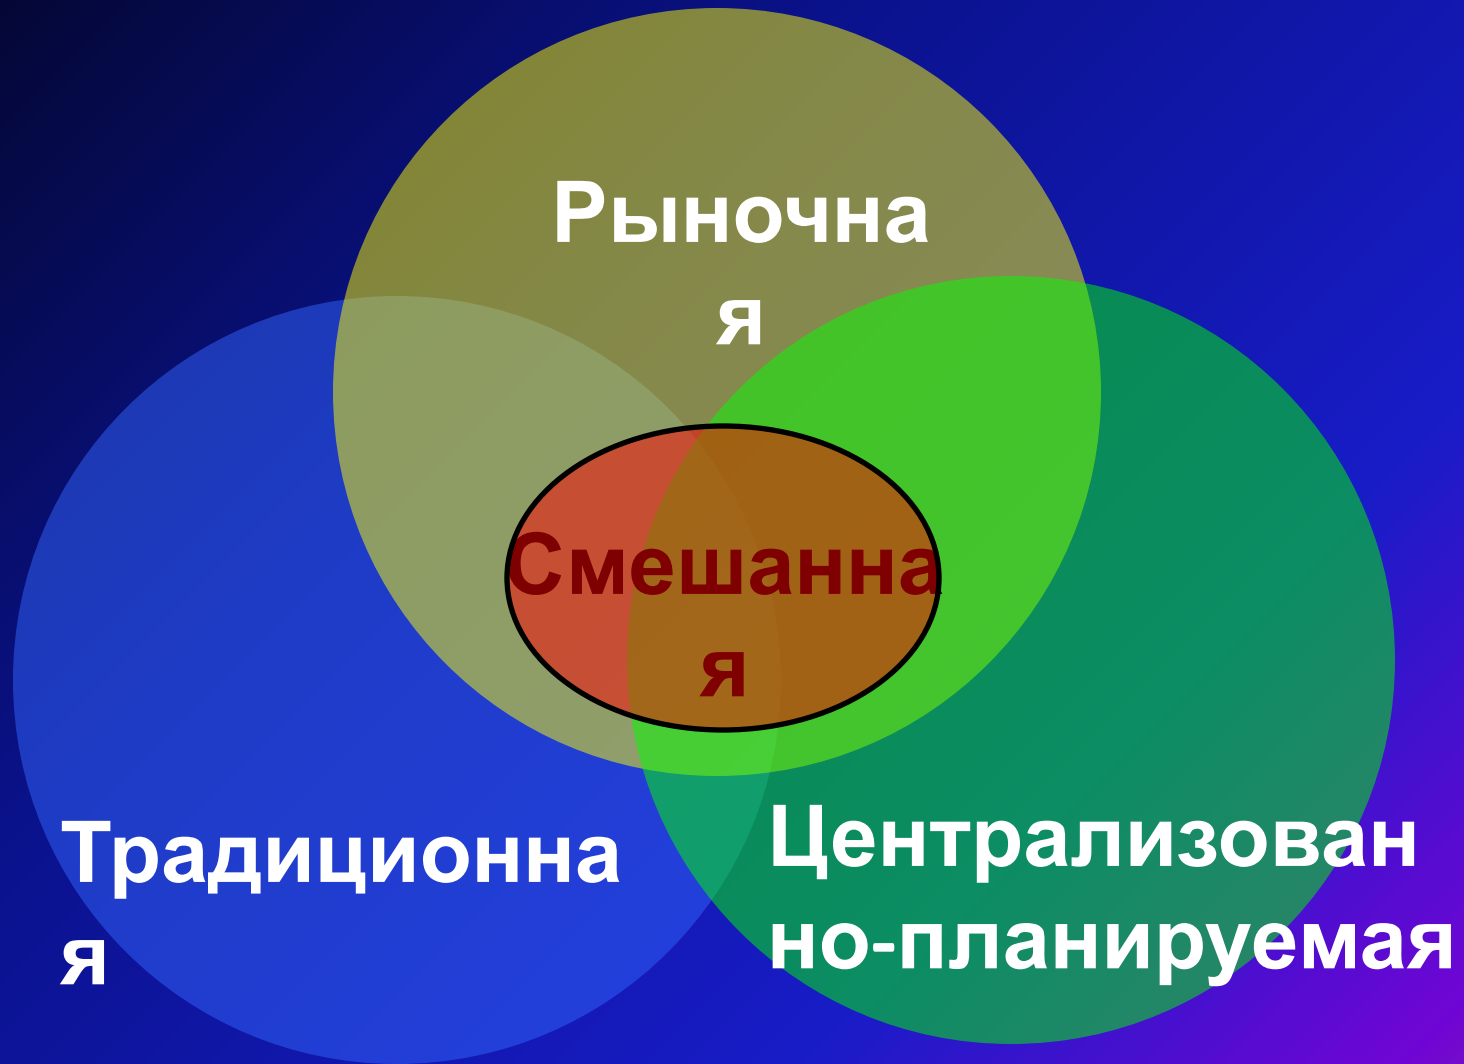 Рыночна
я
Смешанна
я
Традиционна
я
Централизован
но-планируемая